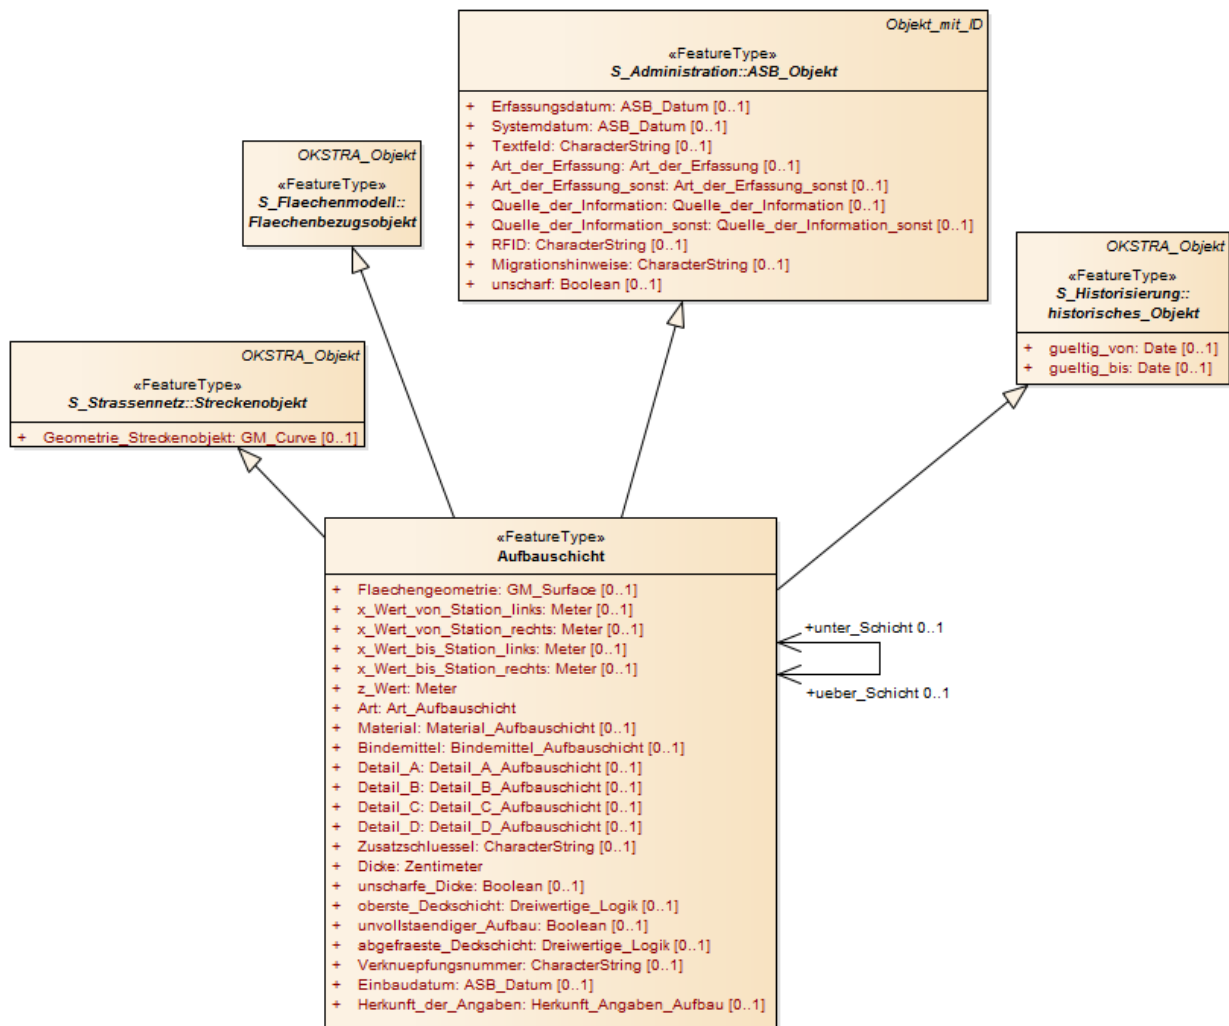 Objekt_mit_ID
«FeatureType»
S_Administration::ASB_Objekt
+ Erfassungsdatum: ASB_Datum [0..1]
+ Systemdatum: ASB_Datum [0..1]
+ Textfeld: CharacterString [0..1]
+ Art_der_Erfassung: Art_der_Erfassung [0..1]
+ Art_der_Erfassung_sonst: Art_der_Erfassung_sonst [0..1]
+ Quelle_der_Information: Quelle_der_Information [0..1]
+ Quelle_der_Information_sonst: Quelle_der_Information_sonst [0..1]
+ RFID: CharacterString [0..1]
+ Migrationshinweise: CharacterString [0..1]
+ unscharf: Boolean [0..1]
OKSTRA_Objekt
«FeatureType»
S_Flaechenmodell::
Flaechenbezugsobjekt
OKSTRA_Objekt
«FeatureType»
S_Historisierung::
historisches_Objekt
+ gueltig_von: Date [0..1]
+ gueltig_bis: Date [0..1]
OKSTRA_Objekt
«FeatureType»
S_Strassennetz::Streckenobjekt
+ Geometrie_Streckenobjekt: GM_Curve [0..1]
«FeatureType»
Aufbauschicht
+ Flaechengeometrie: GM_Surface [0..1]
+ x_Wert_von_Station_links: Meter [0..1]
+ x_Wert_von_Station_rechts: Meter [0..1]
+ x_Wert_bis_Station_links: Meter [0..1]
+ x_Wert_bis_Station_rechts: Meter [0..1]
+ z_Wert: Meter
+ Art: Art_Aufbauschicht
+ Material: Material_Aufbauschicht [0..1]
+ Bindemittel: Bindemittel_Aufbauschicht [0..1]
+ Detail_A: Detail_A_Aufbauschicht [0..1]
+ Detail_B: Detail_B_Aufbauschicht [0..1]
+ Detail_C: Detail_C_Aufbauschicht [0..1]
+ Detail_D: Detail_D_Aufbauschicht [0..1]
+ Zusatzschluessel: CharacterString [0..1]
+ Dicke: Zentimeter
+ unscharfe_Dicke: Boolean [0..1]
+ oberste_Deckschicht: Dreiwertige_Logik [0..1]
+ unvollstaendiger_Aufbau: Boolean [0..1]
+ abgefraeste_Deckschicht: Dreiwertige_Logik [0..1]
+ Verknuepfungsnummer: CharacterString [0..1]
+ Einbaudatum: ASB_Datum [0..1]
+ Herkunft_der_Angaben: Herkunft_Angaben_Aufbau [0..1]
+unter_Schicht 0..1
+ueber_Schicht 0..1